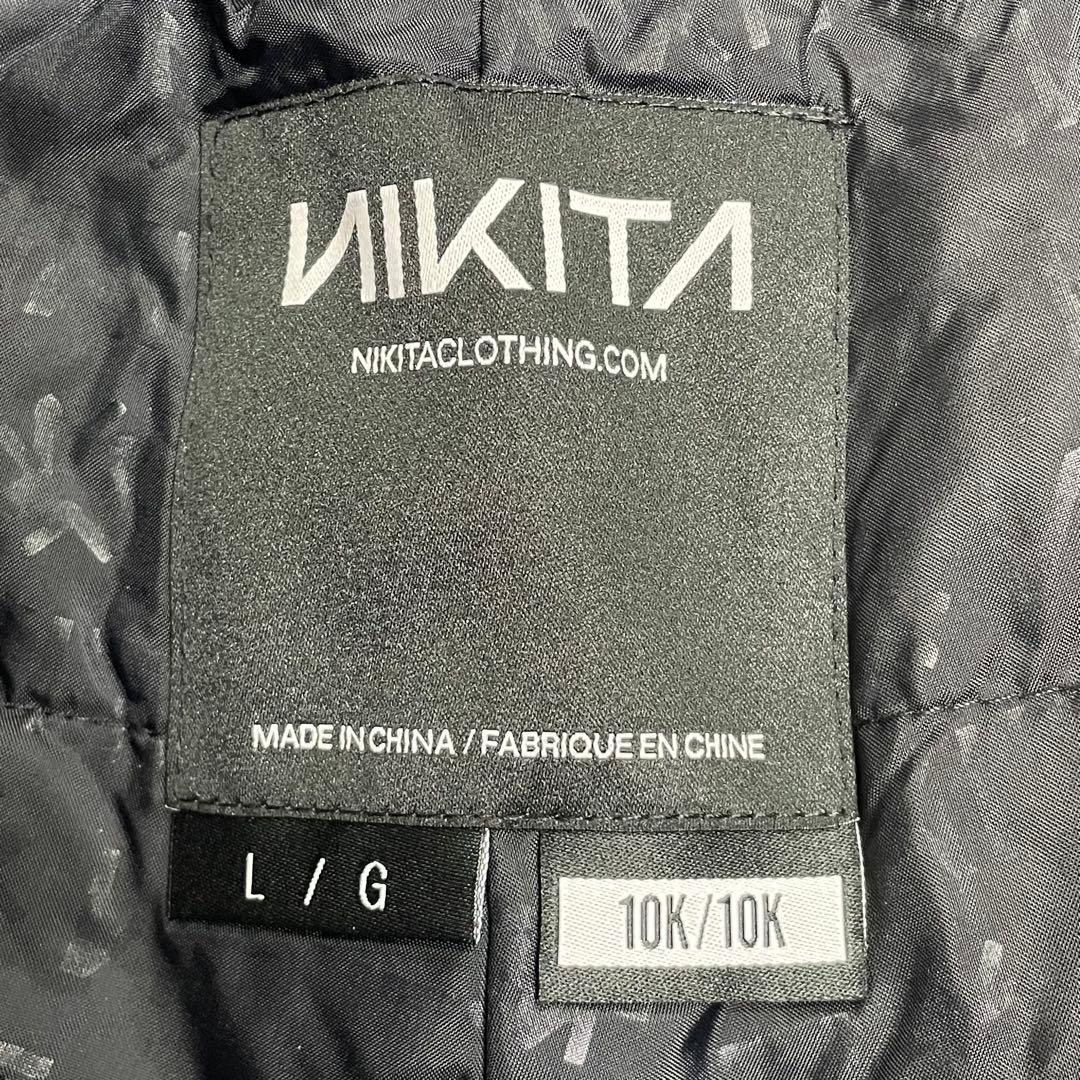 NIKITA
NIKITACLOTHING.COM
MADE IN CHINA / FABRIQUE EN CHINE
L / G
10K/10K